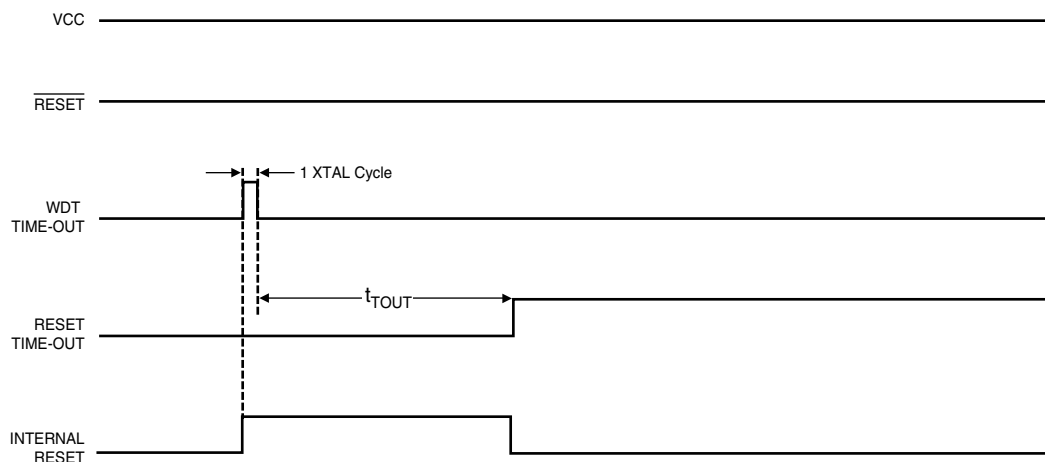 VCC
RESET
1 XTAL Cycle
WDT
TIME-OUT
tTOUT
RESET
TIME-OUT
INTERNAL
RESET